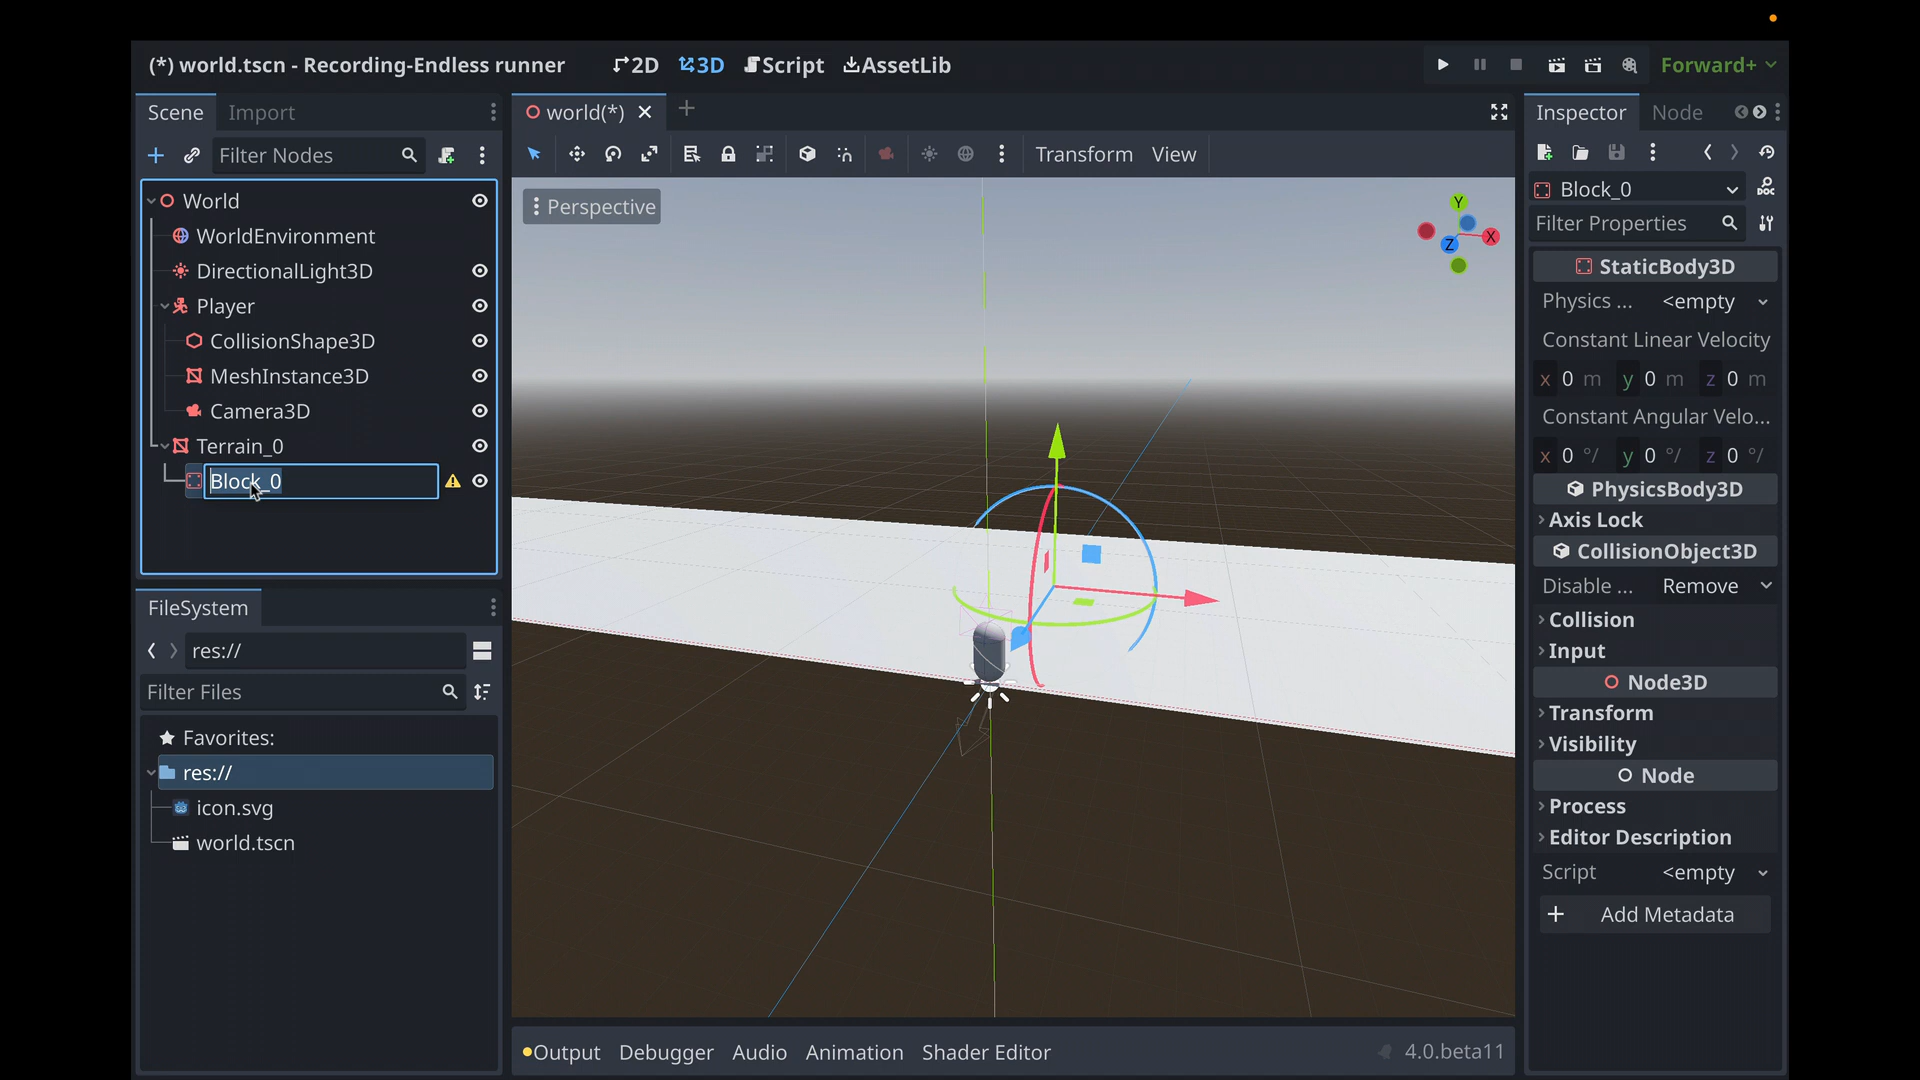 (*) world.tscn - Recording-Endless runner
2D 3D Script AssetLib
Forward+
Scene Import
Filter Nodes
World
WorldEnvironment
DirectionalLight3D
Player
CollisionShape3D
MeshInstance3D
Camera3D
Terrain_0
Block_0
FileSystem
res://
Filter Files
Favorites:
res://
icon.svg
world.tscn
world(*)
Transform View
Perspective
Y
X
Z
Output Debugger Audio Animation Shader Editor
4.0.beta11
Inspector Node
Block_0
Filter Properties
StaticBody3D
Physics ... <empty
Constant Linear Velocity
x 0 m y 0 m z 0 m
Constant Angular Velo...
x 0 °/ y 0 °/ z 0 °/
PhysicsBody3D
Axis Lock
CollisionObject3D
Disable ... Remove
Collision
Input
Node3D
Transform
Visibility
Node
Process
Editor Description
Script <empty
Add Metadata